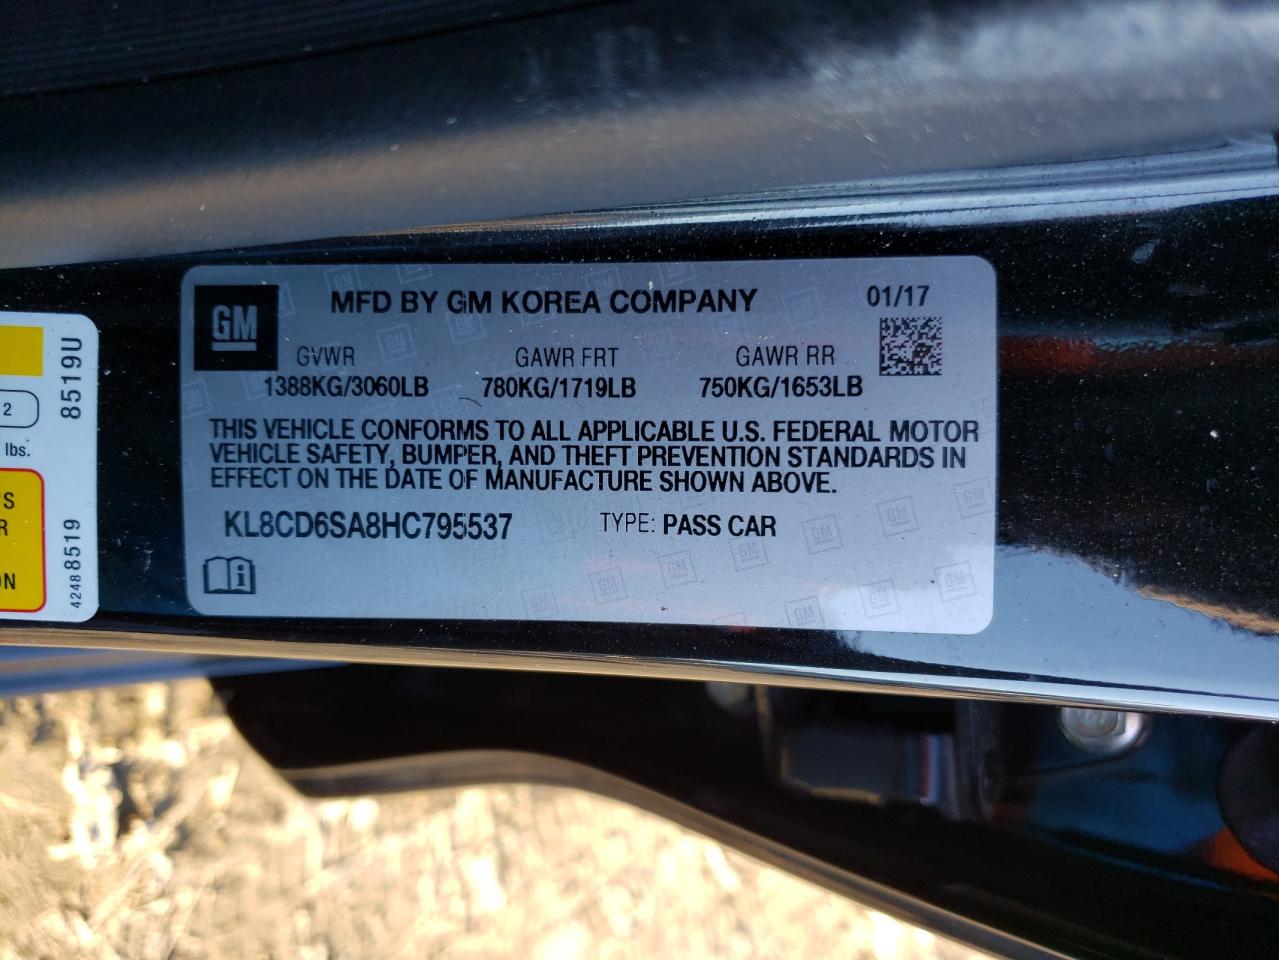 GM
MFD BY GM KOREA COMPANY
01/17
GVWR GAWR FRT GAWR RR
1388KG/3060LB 780KG/1719LB 750KG/1653LB
THIS VEHICLE CONFORMS TO ALL APPLICABLE U.S. FEDERAL MOTOR
VEHICLE SAFETY, BUMPER, AND THEFT PREVENTION STANDARDS IN
EFFECT ON THE DATE OF MANUFACTURE SHOWN ABOVE.
KL8CD6SA8HC795537 TYPE: PASS CAR
8519U
2
lbs.
42488519